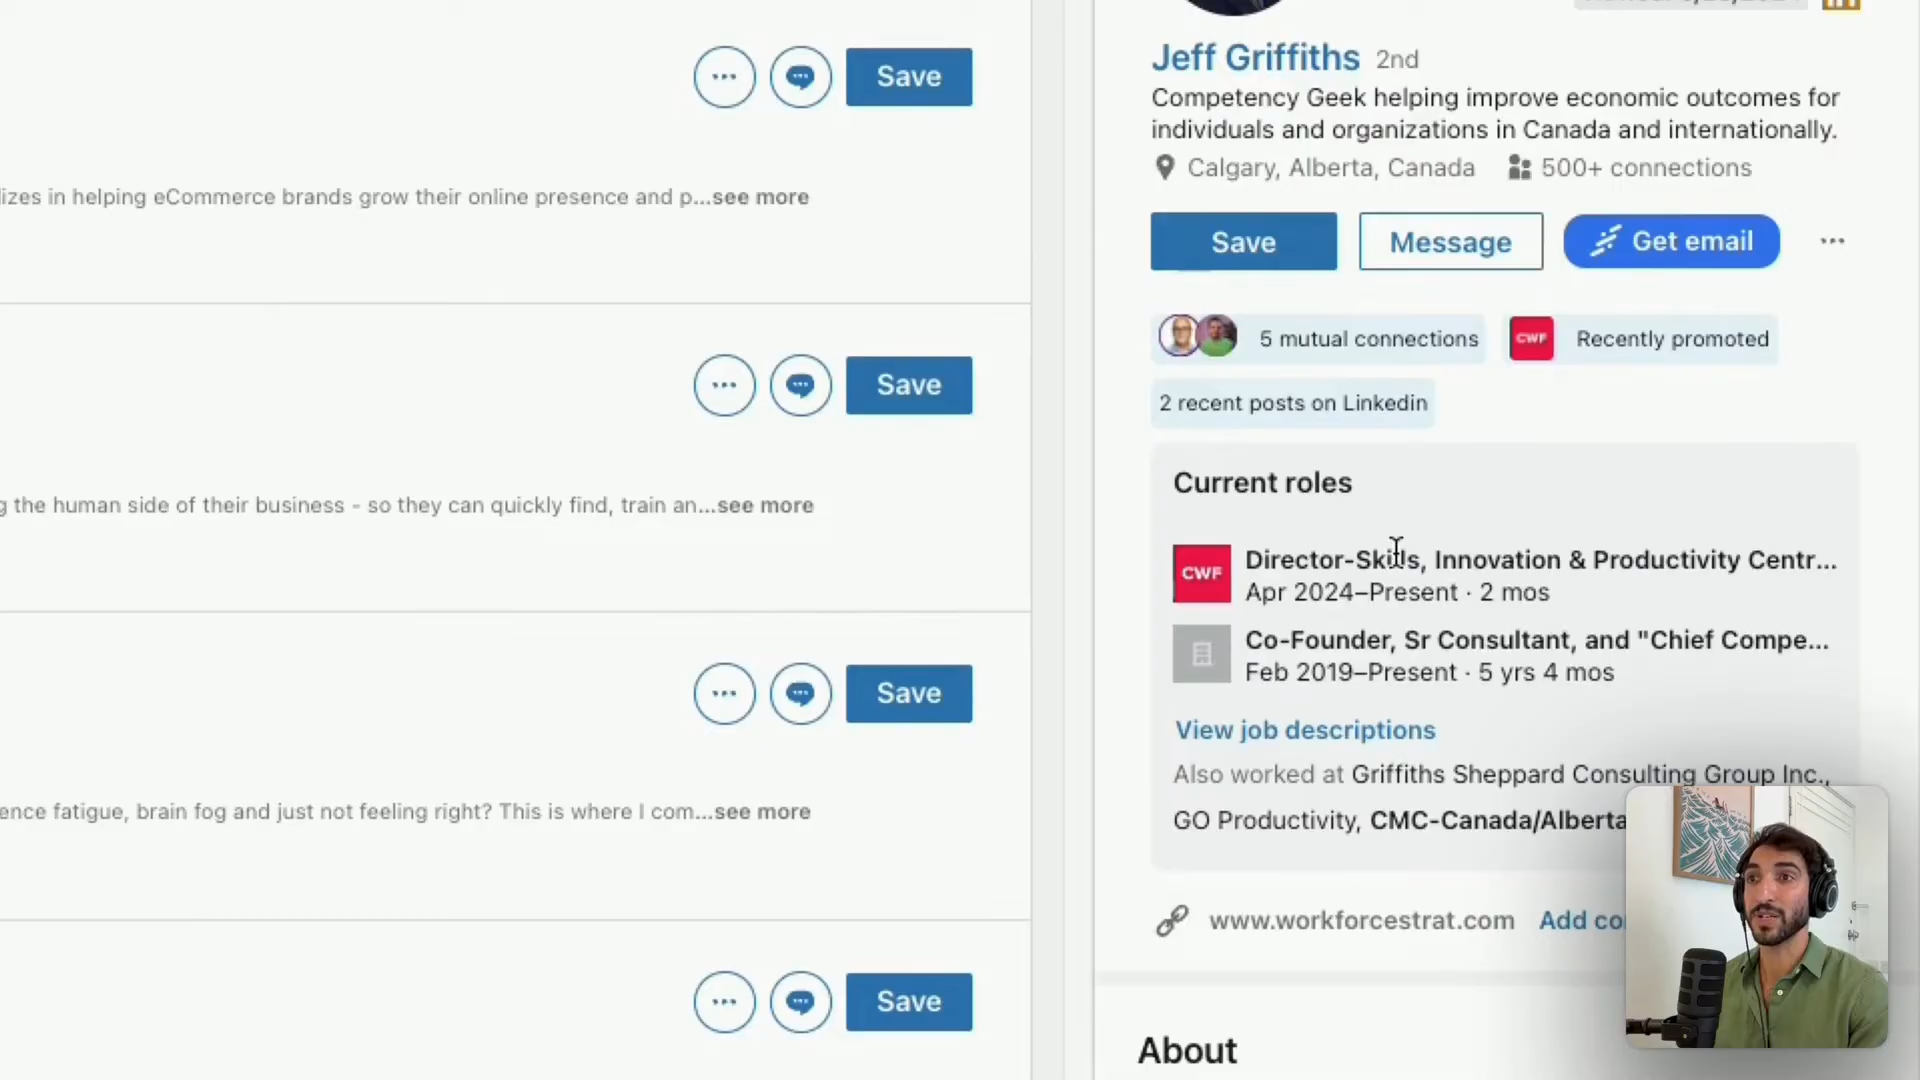 Save
lizes in helping eCommerce brands grow their online presence and p...see more
Save
g the human side of their business - so they can quickly find, train an...see more
Save
ence fatigue, brain fog and just not feeling right? This is where I com...see more
Save
Jeff Griffiths 2nd
Competency Geek helping improve economic outcomes for
individuals and organizations in Canada and internationally.
Calgary, Alberta, Canada 500+ connections
Save Message Get email
5 mutual connections CWF Recently promoted
2 recent posts on Linkedin
Current roles
CWF
Director-Skills, Innovation & Productivity Centr...
Apr 2024–Present · 2 mos
Co-Founder, Sr Consultant, and "Chief Compe...
Feb 2019–Present · 5 yrs 4 mos
View job descriptions
Also worked at Griffiths Sheppard Consulting Group Inc.,
GO Productivity, CMC-Canada/Alberta
www.workforcestrat.com Add co
About